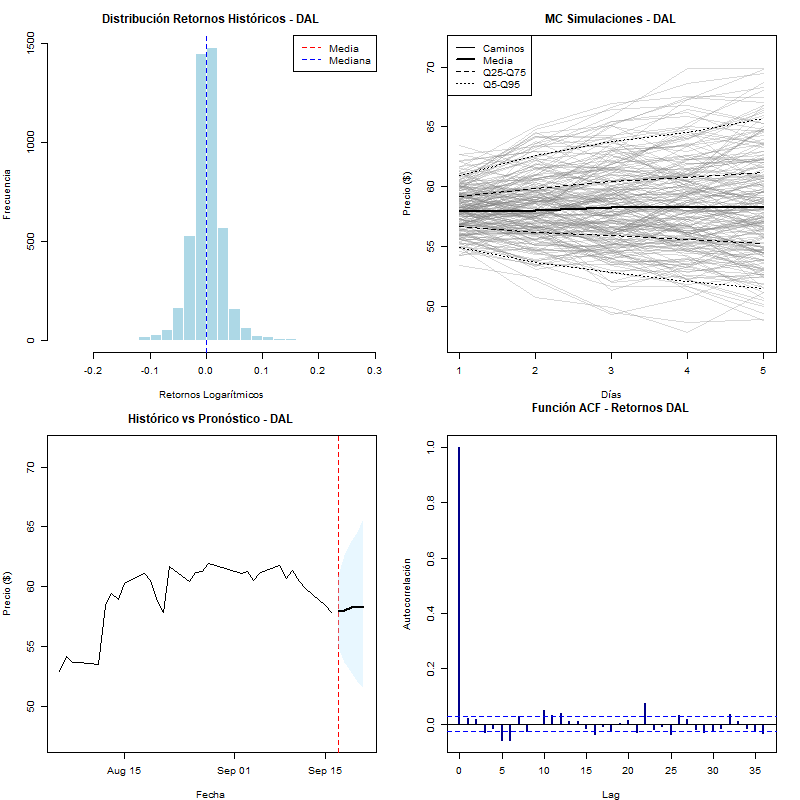 Distribución Retornos Históricos - DAL
Frecuencia
1500
1000
500
0
-0.2 -0.1 0.0 0.1 0.2 0.3
Retornos Logarítmicos
Media
Mediana
MC Simulaciones - DAL
Precio ($)
70
65
60
55
50
1 2 3 4 5
Días
Caminos
Media
Q25-Q75
Q5-Q95
Histórico vs Pronóstico - DAL
Precio ($)
70
65
60
55
50
Aug 15 Sep 01 Sep 15
Fecha
Función ACF - Retornos DAL
Autocorrelación
1.0
0.8
0.6
0.4
0.2
0.0
0 5 10 15 20 25 30 35
Lag